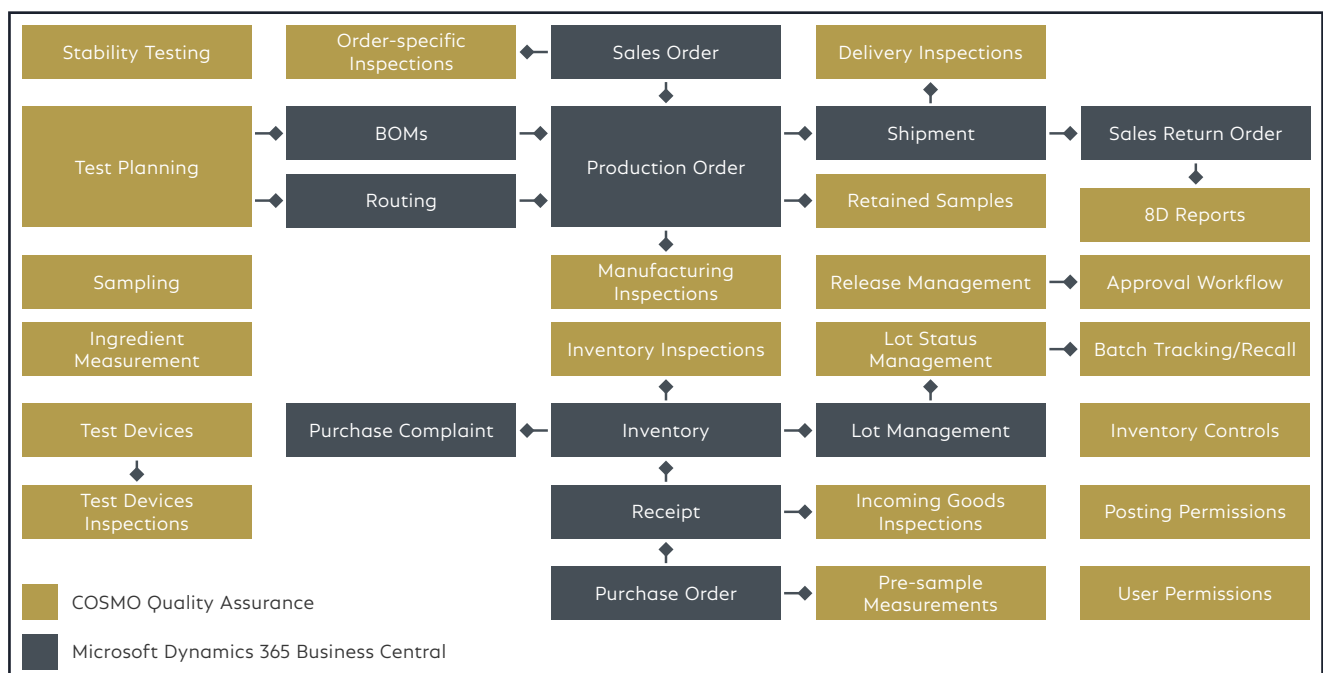 Stability Testing
Order-specific
Inspections
Sales Order
Delivery Inspections
Test Planning
BOMs
Production Order
Shipment
Sales Return Order
Routing
Retained Samples
8D Reports
Sampling
Manufacturing
Inspections
Release Management
Approval Workflow
Ingredient
Measurement
Inventory Inspections
Lot Status
Management
Batch Tracking/Recall
Test Devices
Purchase Complaint
Inventory
Lot Management
Inventory Controls
Test Devices
Inspections
Receipt
Incoming Goods
Inspections
Posting Permissions
Purchase Order
Pre-sample
Measurements
User Permissions
COSMO Quality Assurance
Microsoft Dynamics 365 Business Central